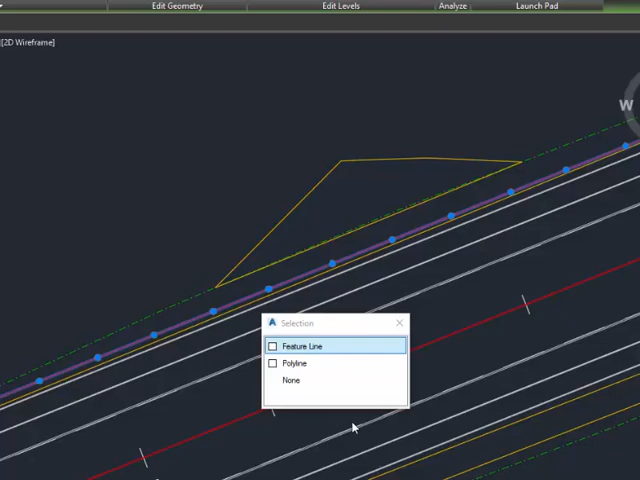 Edit Geometry
Edit Levels
Analyze
Launch Pad
[2D Wireframe]
W
Selection
Feature Line
Polyline
None